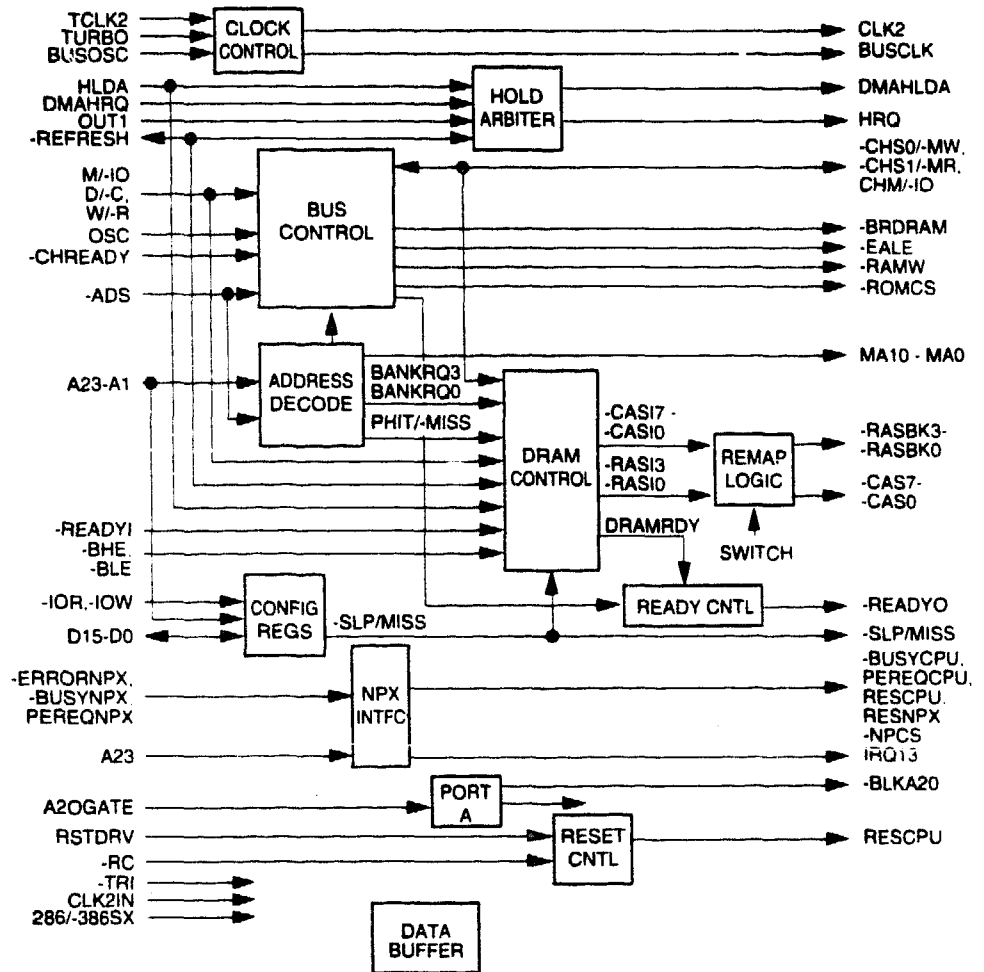 TCLK2
TURBO
BUSOSC
CLOCK
CONTROL
CLK2
BUSCLK
HLDA
DMAHRQ
OUT1
-REFRESH
HOLD
ARBITER
DMAHLDA
HRQ
M/-IO
D/-C,
W/-R
OSC
-CHREADY
-ADS
BUS
CONTROL
-CHS0/-MW,
-CHS1/-MR,
CHM/-IO
-BRDRAM
-EALE
-RAMW
-ROMCS
A23-A1
ADDRESS
DECODE
BANKRQ3
BANKRQ0
PHIT/-MISS
MA10 - MA0
DRAM
CONTROL
-CASI7 -
-CASI0
-RASI3
-RASI0
DRAMRDY
REMAP
LOGIC
SWITCH
-RASBK3-
-RASBK0
-CAS7-
-CAS0
-READYI
-BHE,
-BLE
READY CNTL
-READYO
-IOR,-IOW
D15-D0
CONFIG
REGS
-SLP/MISS
-SLP/MISS
-ERRORNPX,
-BUSYNPX,
PEREQNPX
A23
NPX
INTFC
-BUSYCPU,
PEREQCPU,
RESCPU,
RESNPX
-NPCS
IRQ13
A2OGATE
PORT
A
-BLKA20
RSTDRV
-RC
RESET
CNTL
RESCPU
-TRI
CLK2IN
286/-386SX
DATA
BUFFER